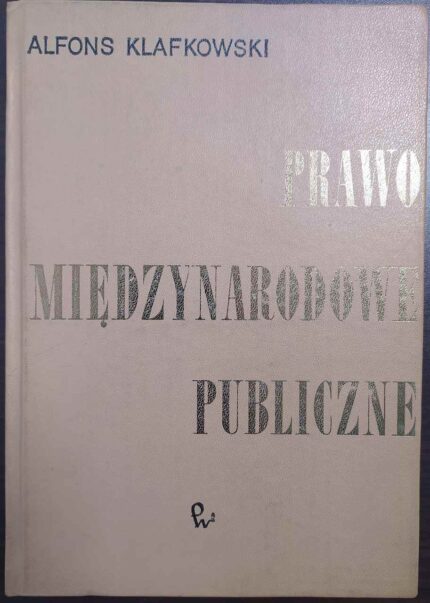 ALFONS KLAFKOWSKI
PRAWO
MIĘDZYNARODOWE
PUBLICZNE